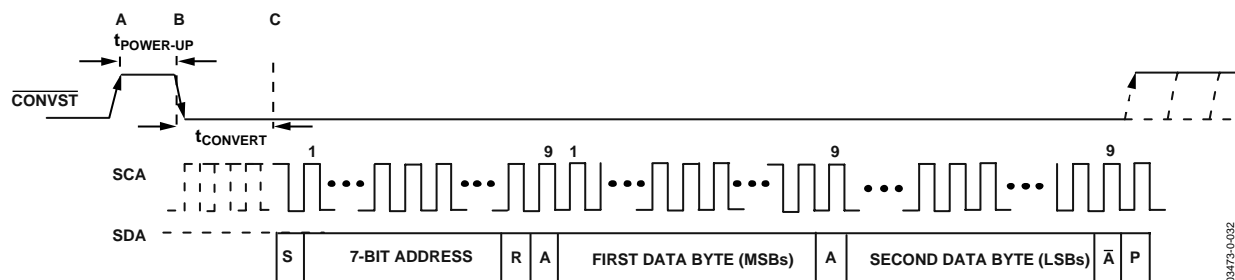 A B C
tPOWER-UP
CONVST
tCONVERT
1 9 1 9 9
SCA
SDA
S 7-BIT ADDRESS R A FIRST DATA BYTE (MSBs) A SECOND DATA BYTE (LSBs) A̅ P
03473-0-032